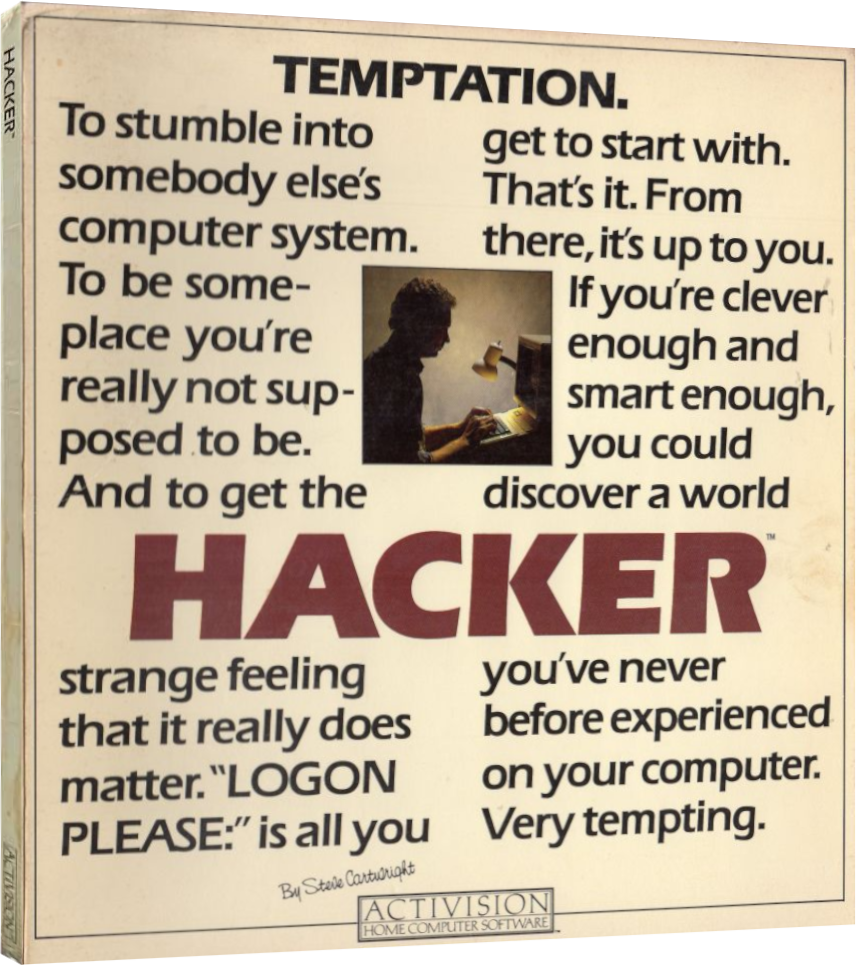 HACKER™
TEMPTATION.
To stumble into
somebody else's
computer system.
To be some-
place you're
really not sup-
posed to be.
And to get the
HACKER™
strange feeling
that it really does
matter. "LOGON
PLEASE:" is all you
get to start with.
That's it. From
there, it's up to you.
If you're clever
enough and
smart enough,
you could
discover a world
you've never
before experienced
on your computer.
Very tempting.
By Steve Cartwright
ACTIVISION
HOME COMPUTER SOFTWARE
ACTIVISION